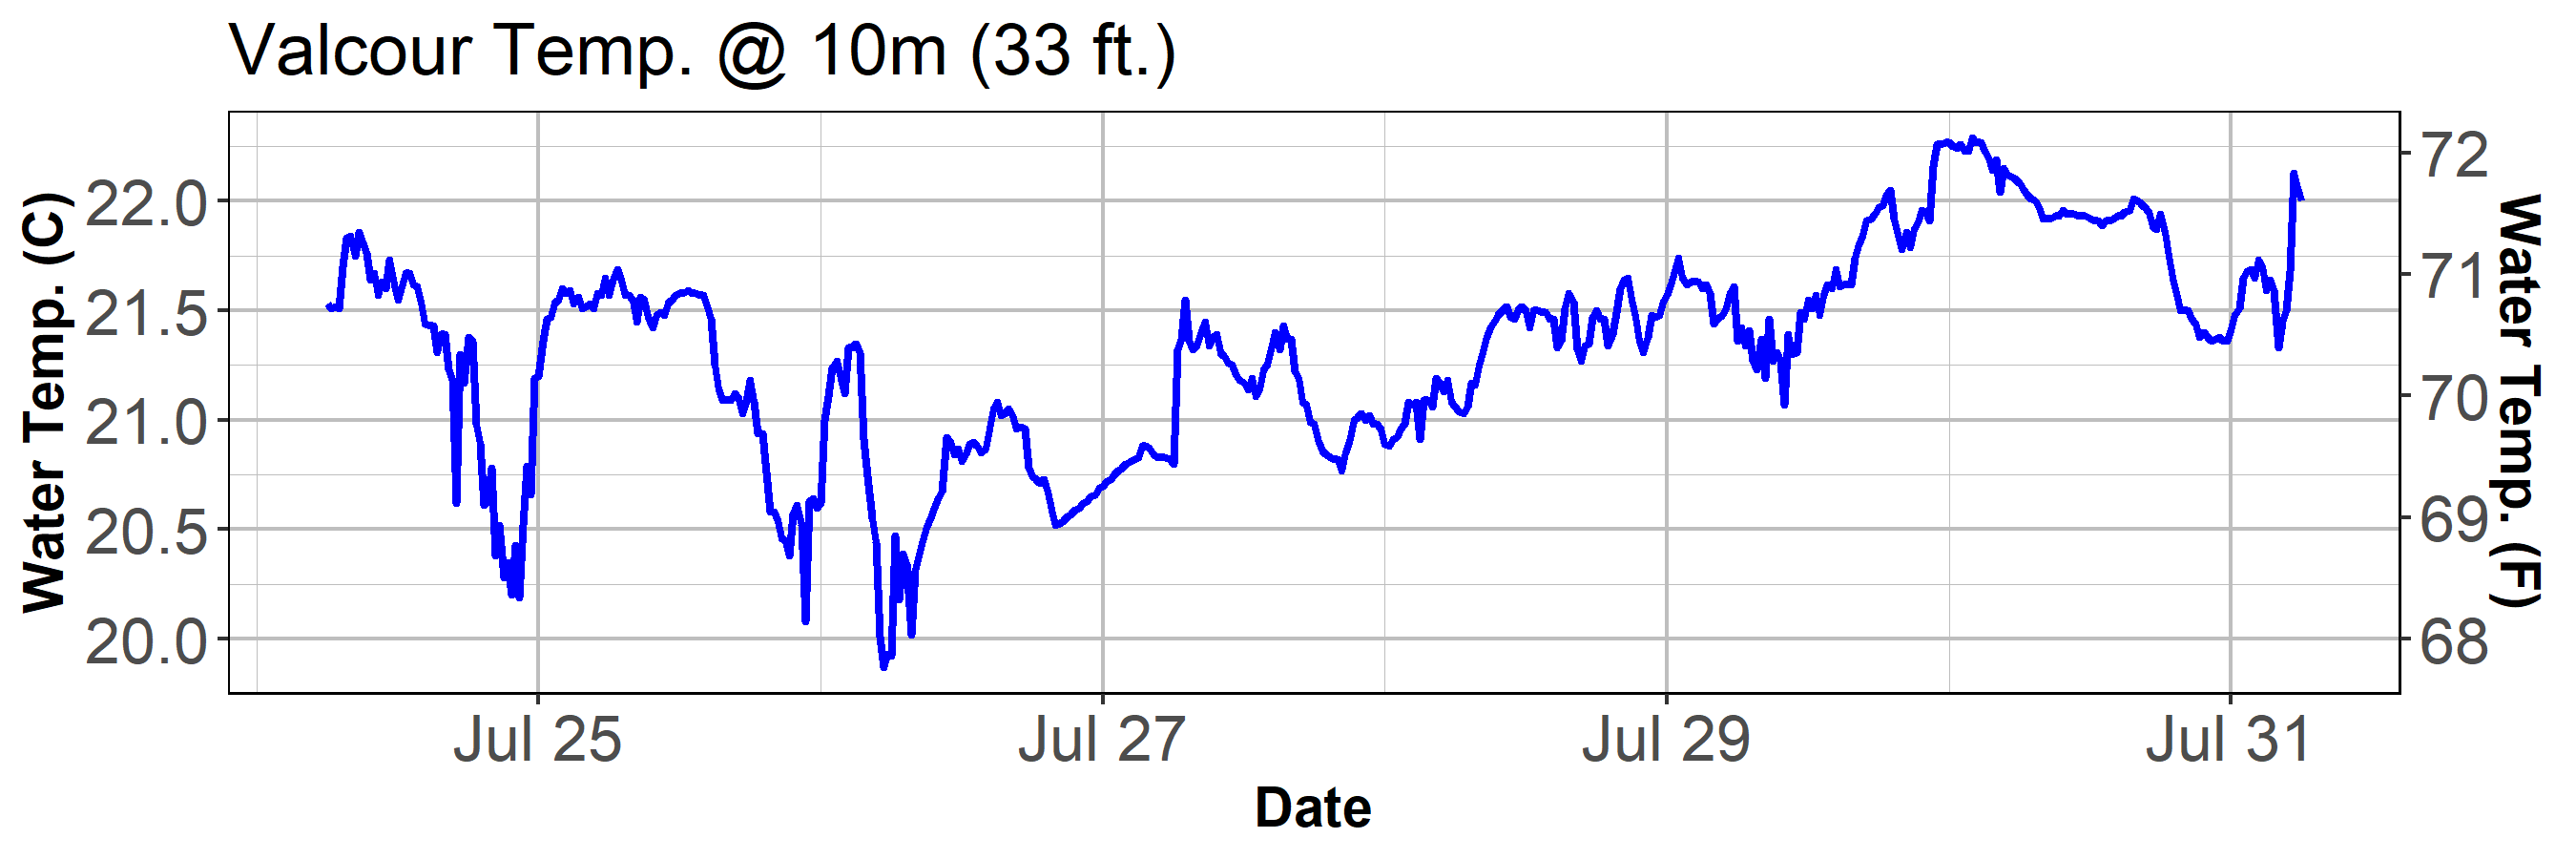 Valcour Temp. @ 10m (33 ft.)
Water Temp. (C)
22.0
21.5
21.0
20.5
20.0
72
71
70
69
68
Water Temp. (F)
Jul 25
Jul 27
Jul 29
Jul 31
Date